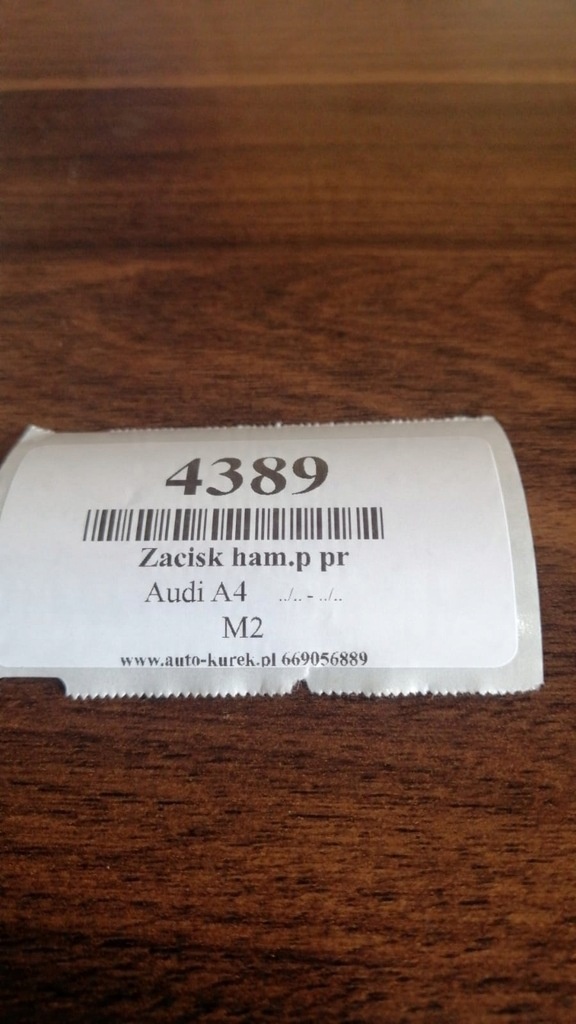 4389
Zacisk ham.p pr
Audi A4 ../.. - ../..
M2
www.auto-kurek.pl 669056889